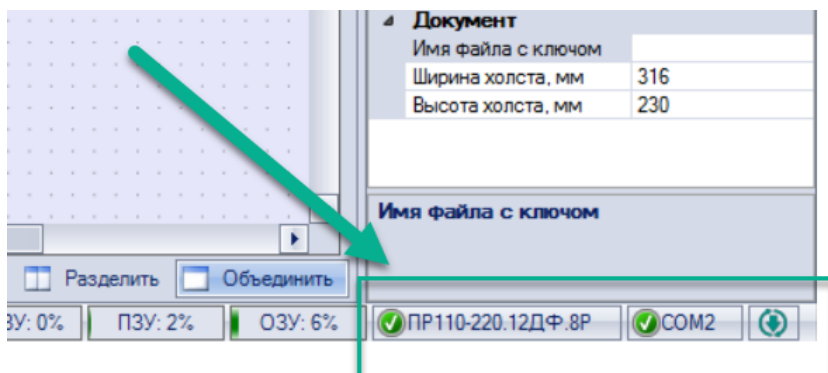 Документ
Имя файла с ключом
Ширина холста, мм 316
Высота холста, мм 230
Имя файла с ключом
Разделить Объединить
ЗУ: 0% ПЗУ: 2% ОЗУ: 6% ПР110-220.12ДФ.8Р COM2